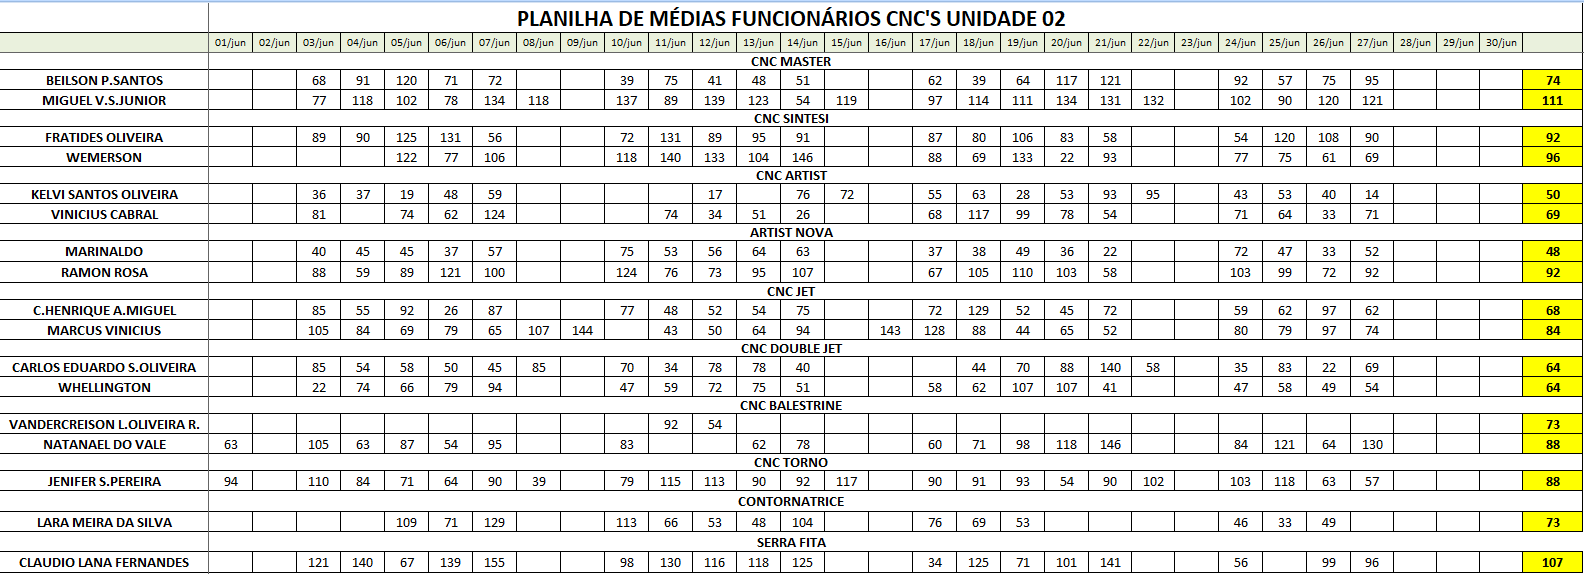 PLANILHA DE MÉDIAS FUNCIONÁRIOS CNC'S UNIDADE 02
01/jun 02/jun 03/jun 04/jun 05/jun 06/jun 07/jun 08/jun 09/jun 10/jun 11/jun 12/jun 13/jun 14/jun 15/jun 16/jun 17/jun 18/jun 19/jun 20/jun 21/jun 22/jun 23/jun 24/jun 25/jun 26/jun 27/jun 28/jun 29/jun 30/jun
CNC MASTER
BEILSON P.SANTOS 68 91 120 71 72 39 75 41 48 51 62 39 64 117 121 92 57 75 95 74
MIGUEL V.S.JUNIOR 77 118 102 78 134 118 137 89 139 123 54 119 97 114 111 134 131 132 102 90 120 121 111
CNC SINTESI
FRATIDES OLIVEIRA 89 90 125 131 56 72 131 89 95 91 87 80 106 83 58 54 120 108 90 92
WEMERSON 122 77 106 118 140 133 104 146 88 69 133 22 93 77 75 61 69 96
CNC ARTIST
KELVI SANTOS OLIVEIRA 36 37 19 48 59 17 76 72 55 63 28 53 93 95 43 53 40 14 50
VINICIUS CABRAL 81 74 62 124 74 34 51 26 68 117 99 78 54 71 64 33 71 69
ARTIST NOVA
MARINALDO 40 45 45 37 57 75 53 56 64 63 37 38 49 36 22 72 47 33 52 48
RAMON ROSA 88 59 89 121 100 124 76 73 95 107 67 105 110 103 58 103 99 72 92 92
CNC JET
C.HENRIQUE A.MIGUEL 85 55 92 26 87 77 48 52 54 75 72 129 52 45 72 59 62 97 62 68
MARCUS VINICIUS 105 84 69 79 65 107 144 43 50 64 94 143 128 88 44 65 52 80 79 97 74 84
CNC DOUBLE JET
CARLOS EDUARDO S.OLIVEIRA 85 54 58 50 45 85 70 34 78 78 40 44 70 88 140 58 35 83 22 69 64
WHELLINGTON 22 74 66 79 94 47 59 72 75 51 58 62 107 107 41 47 58 49 54 64
CNC BALESTRINE
VANDERCREISON L.OLIVEIRA R. 92 54 73
NATANAEL DO VALE 63 105 63 87 54 95 83 62 78 60 71 98 118 146 84 121 64 130 88
CNC TORNO
JENIFER S.PEREIRA 94 110 84 71 64 90 39 79 115 113 90 92 117 90 91 93 54 90 102 103 118 63 57 88
CONTORNATRICE
LARA MEIRA DA SILVA 109 71 129 113 66 53 48 104 76 69 53 46 33 49 73
SERRA FITA
CLAUDIO LANA FERNANDES 121 140 67 139 155 98 130 116 118 125 34 125 71 101 141 56 99 96 107